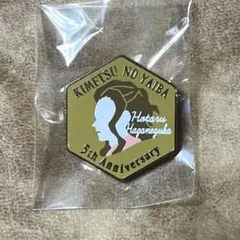 KIMETSU NO YAIBA
Hotaru
Haganezuka
5th Anniversary